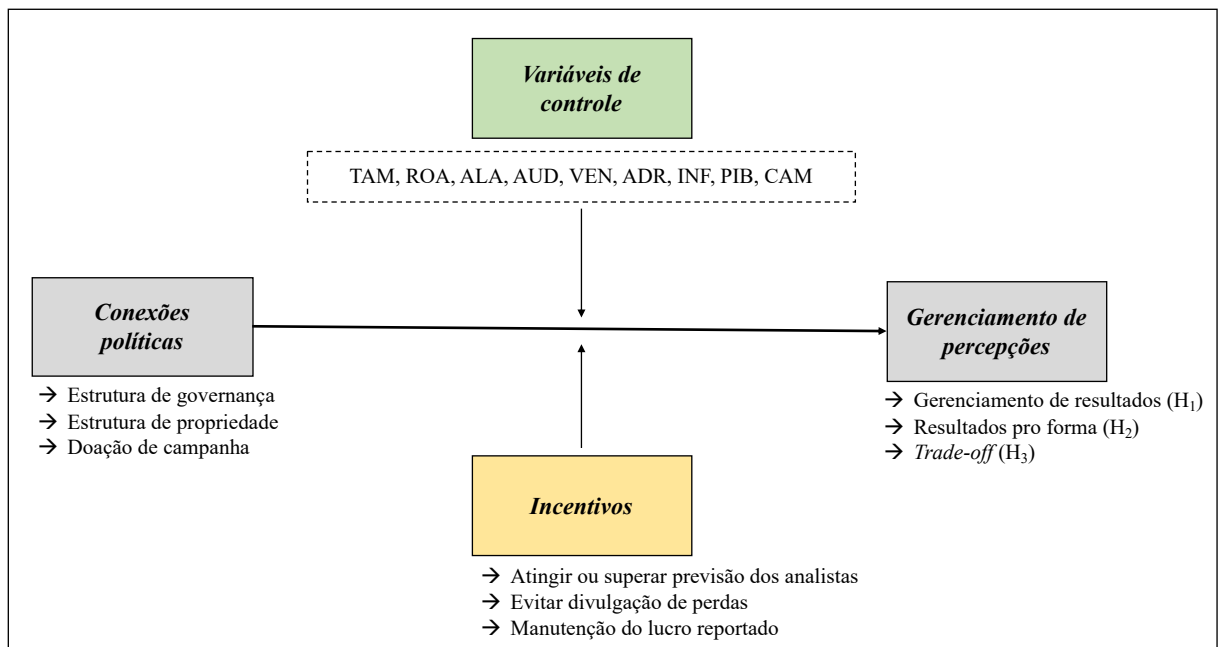 Variáveis de
controle
TAM, ROA, ALA, AUD, VEN, ADR, INF, PIB, CAM
Conexões
políticas
→ Estrutura de governança
→ Estrutura de propriedade
→ Doação de campanha
Gerenciamento de
percepções
→ Gerenciamento de resultados (H₁)
→ Resultados pro forma (H₂)
→ Trade-off (H₃)
Incentivos
→ Atingir ou superar previsão dos analistas
→ Evitar divulgação de perdas
→ Manutenção do lucro reportado